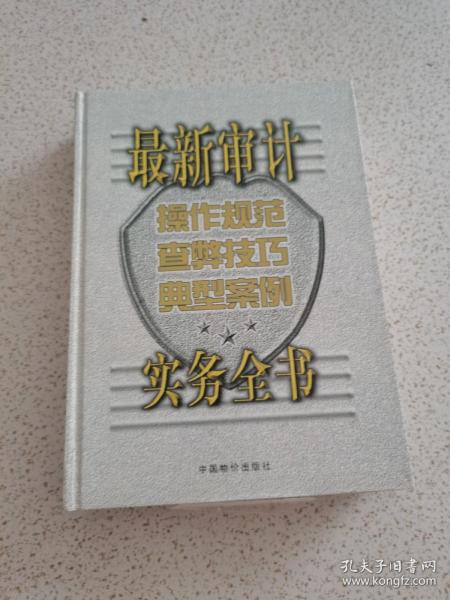 最新审计
操作规范
查弊技巧
典型案例
实务全书
中国物价出版社
孔夫子旧书网
www.kongfz.com